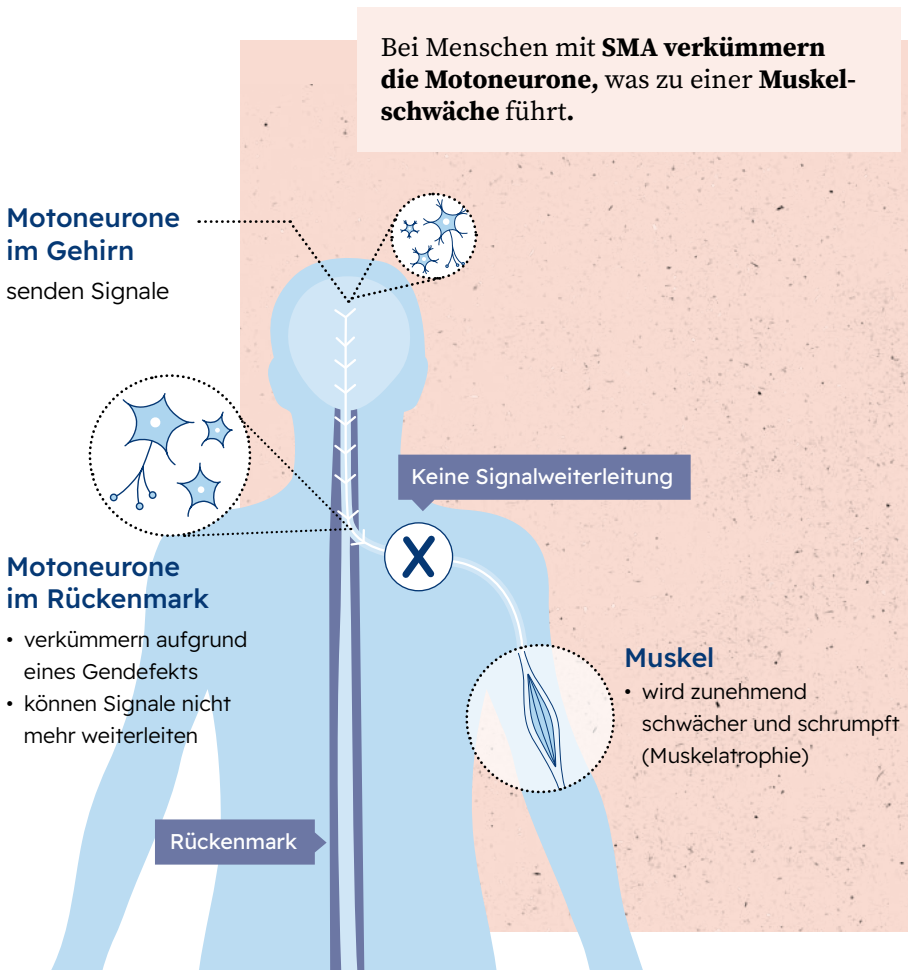 Bei Menschen mit SMA verkümmern
die Motoneurone, was zu einer Muskel-
schwäche führt.
Motoneurone
im Gehirn
senden Signale
Keine Signalweiterleitung
X
Motoneurone
im Rückenmark
• verkümmern aufgrund
eines Gendefekts
• können Signale nicht
mehr weiterleiten
Muskel
• wird zunehmend
schwächer und schrumpft
(Muskelatrophie)
Rückenmark